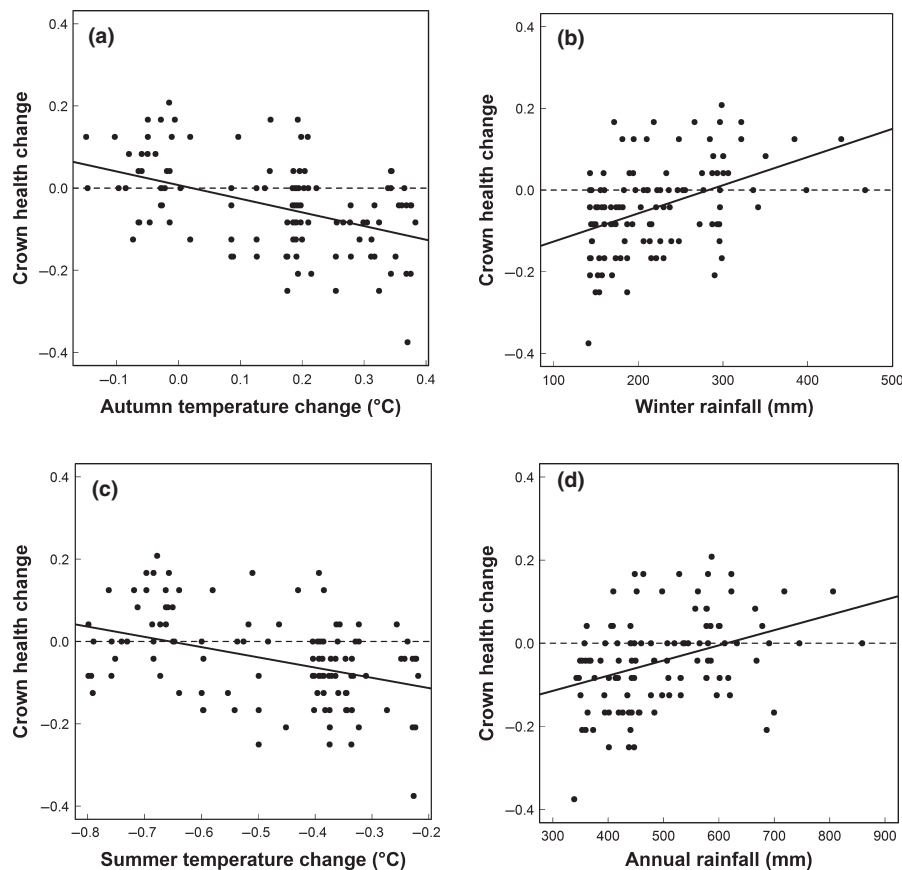 (a)
Crown health change
0.4
0.2
0.0
–0.2
–0.4
–0.1 0.0 0.1 0.2 0.3 0.4
Autumn temperature change (°C)
(b)
Crown health change
0.4
0.2
0.0
–0.2
–0.4
100 200 300 400 500
Winter rainfall (mm)
(c)
Crown health change
0.4
0.2
0.0
–0.2
–0.4
–0.8 –0.7 –0.6 –0.5 –0.4 –0.3 –0.2
Summer temperature change (°C)
(d)
Crown health change
0.4
0.2
0.0
–0.2
–0.4
300 400 500 600 700 800 900
Annual rainfall (mm)